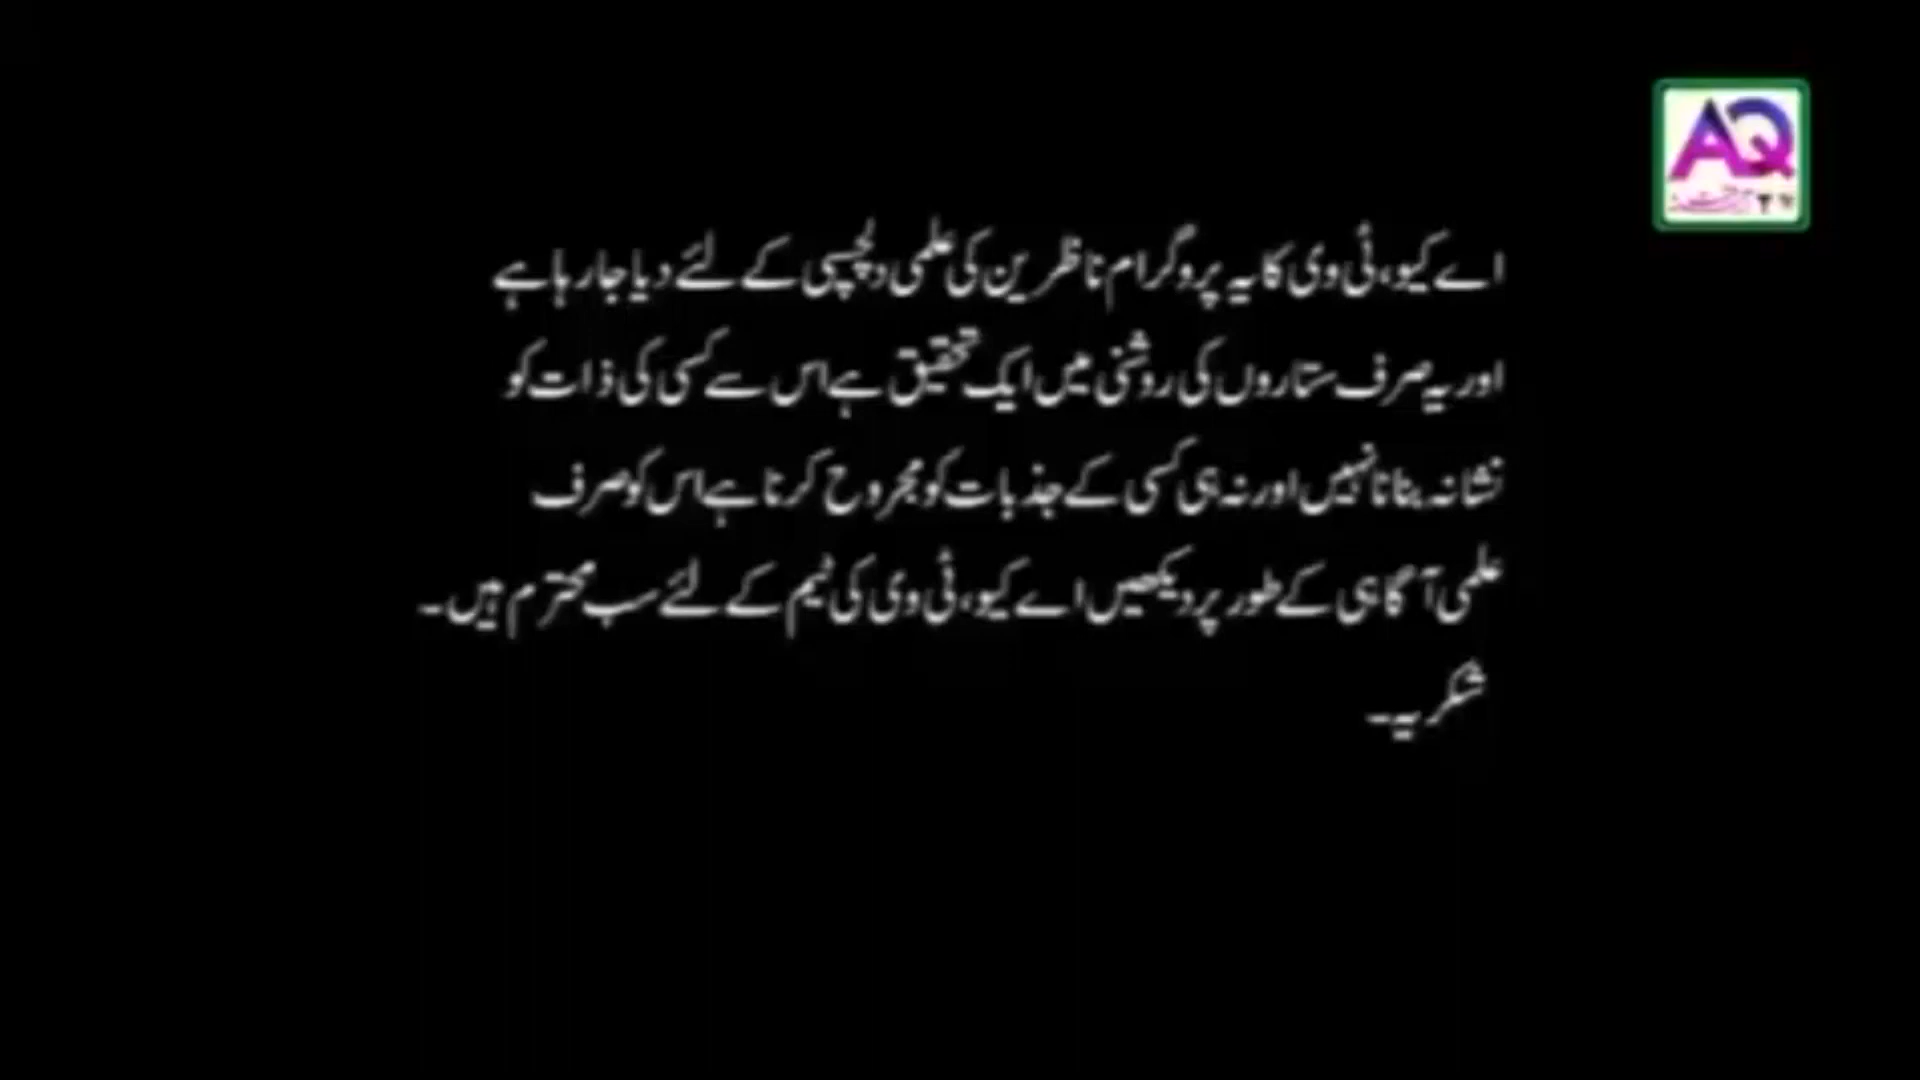 AQ
TV
اے کیو، ٹی وی کا یہ پروگرام ناظرین کی علمی دلچسپی کے لئے دیا جا رہا ہے
اور یہ صرف ستاروں کی روشنی میں ایک تحقیق ہے اس سے کسی کی ذات کو
نشانہ بنانا نہیں اور نہ ہی کسی کے جذبات کو مجروح کرنا ہے اس کو صرف
علمی آگاہی کے طور پر دیکھیں اے کیو، ٹی وی کی ٹیم کے لئے سب محترم ہیں۔
شکریہ۔